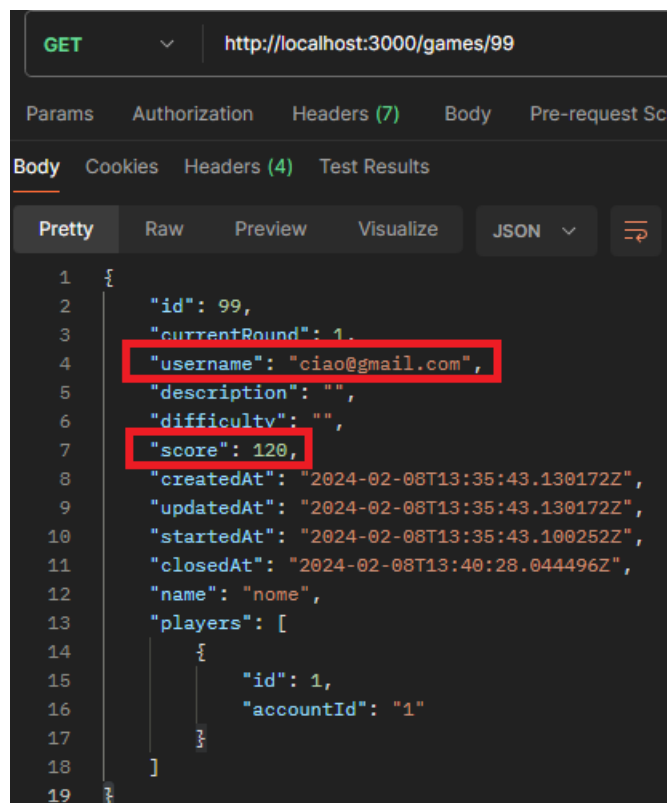 GET http://localhost:3000/games/99
Params Authorization Headers (7) Body Pre-request Sc
Body Cookies Headers (4) Test Results
Pretty Raw Preview Visualize JSON
1 {
2 "id": 99,
3 "currentRound": 1,
4 "username": "ciao@gmail.com",
5 "description": "",
6 "difficulty": "",
7 "score": 120,
8 "createdAt": "2024-02-08T13:35:43.130172Z",
9 "updatedAt": "2024-02-08T13:35:43.130172Z",
10 "startedAt": "2024-02-08T13:35:43.100252Z",
11 "closedAt": "2024-02-08T13:40:28.044496Z",
12 "name": "nome",
13 "players": [
14 {
15 "id": 1,
16 "accountId": "1"
17 }
18 ]
19 }